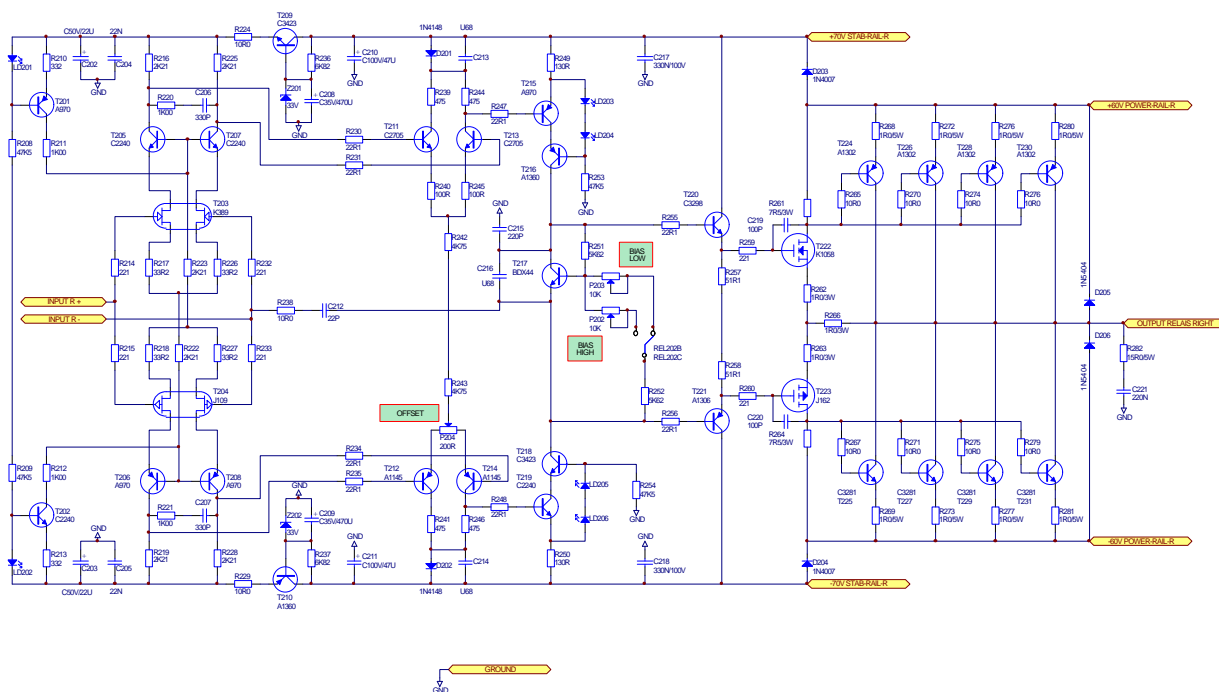 T209
C3423
R224
10R0
C50V/22U
22N
1N4148
U68
+70V STAB-RAIL-R
LD201
R210
332
C202
C204
GND
R216
2K21
R225
2K21
R236
6K82
C210
C100V/47U
GND
D201
C213
R249
130R
C217
330N/100V
GND
D203
1N4007
T201
A970
R220
1K00
C206
330P
Z201
33V
C208
C35V/470U
GND
R239
475
R244
475
R247
22R1
T215
A970
LD203
LD204
+60V POWER-RAIL-R
R208
47K5
R211
1K00
T205
C2240
T207
C2240
R230
22R1
R231
22R1
T211
C2705
T213
C2705
T216
A1360
R253
47K5
GND
R268
1R0/5W
R272
1R0/5W
R276
1R0/5W
R280
1R0/5W
T224
A1302
T226
A1302
T228
A1302
T230
A1302
R240
100R
R245
100R
T220
C3298
R265
10R0
R270
10R0
R274
10R0
R276
10R0
T203
K389
GND
C215
220P
R255
22R1
R261
7R5/3W
C219
100P
R214
221
R217
33R2
R223
2K21
R226
33R2
R232
221
R242
4K75
R251
5K62
BIAS
LOW
R259
221
T222
K1058
C216
U68
T217
BDX44
P203
10K
R257
51R1
R262
1R0/3W
1N5404
D205
INPUT R +
INPUT R -
R238
10R0
C212
22P
P202
10K
R266
1R0/3W
OUTPUT RELAIS RIGHT
R215
221
R218
33R2
R222
2K21
R227
33R2
R233
221
BIAS
HIGH
REL202B
REL202C
R258
51R1
R263
1R0/3W
D206
1N5404
R282
15R0/5W
T204
J109
R243
4K75
R252
5K62
T221
A1306
R260
221
T223
J162
C221
220N
GND
OFFSET
P204
200R
R256
22R1
C220
100P
R264
7R5/3W
R234
22R1
R235
22R1
T212
A1145
T214
A1145
T218
C3423
R267
10R0
R271
10R0
R275
10R0
R279
10R0
R209
47K5
R212
1K00
T206
A970
T208
A970
T219
C2240
LD205
LD206
R254
47K5
GND
C3281
T225
C3281
T227
C3281
T229
C3281
T231
T202
C2240
R221
1K00
C207
330P
GND
Z202
33V
C209
C35V/470U
R241
475
R246
475
R248
22R1
R269
1R0/5W
R273
1R0/5W
R277
1R0/5W
R281
1R0/5W
GND
R213
332
C203
C205
R219
2K21
R228
2K21
R237
6K82
GND
C211
C100V/47U
D202
C214
R250
130R
GND
C218
330N/100V
D204
1N4007
-60V POWER-RAIL-R
LD202
C50V/22U
22N
R229
10R0
T210
A1360
1N4148
U68
-70V STAB-RAIL-R
GROUND
GND